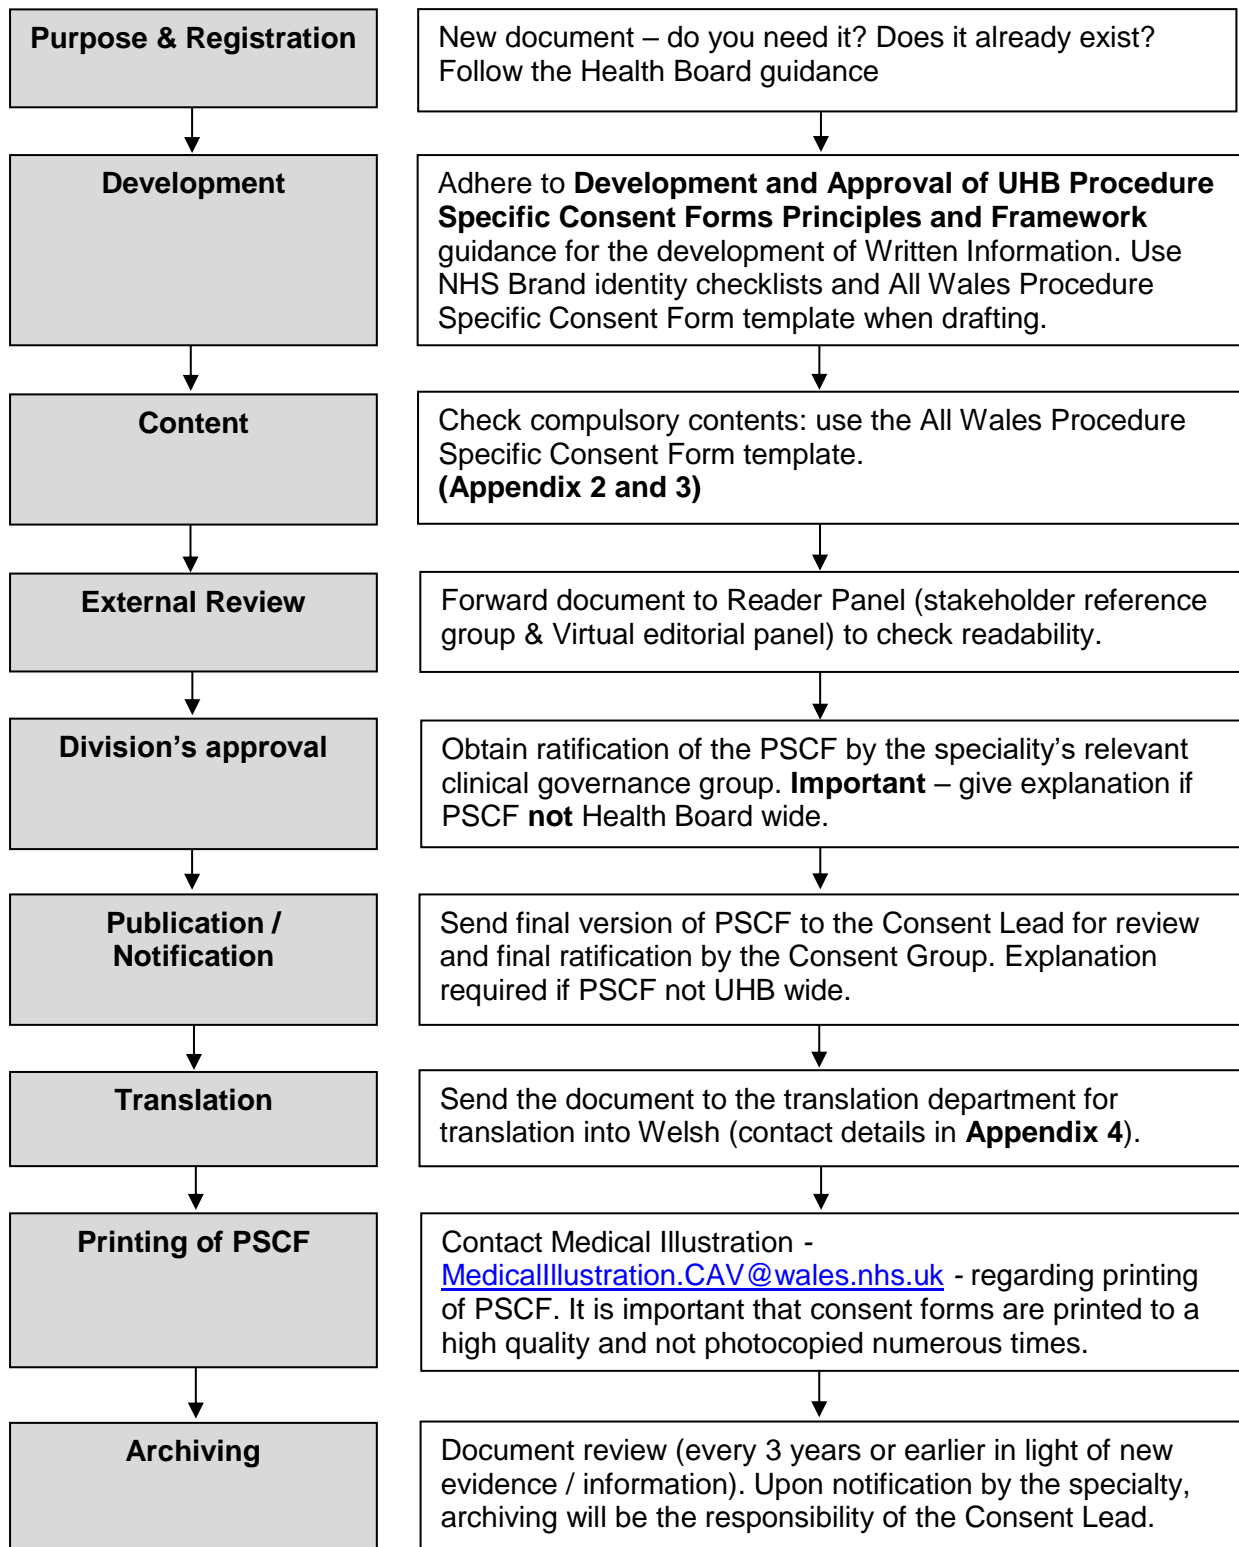 Purpose & Registration
New document – do you need it? Does it already exist?
Follow the Health Board guidance
Development
Adhere to Development and Approval of UHB Procedure
Specific Consent Forms Principles and Framework
guidance for the development of Written Information. Use
NHS Brand identity checklists and All Wales Procedure
Specific Consent Form template when drafting.
Content
Check compulsory contents: use the All Wales Procedure
Specific Consent Form template.
(Appendix 2 and 3)
External Review
Forward document to Reader Panel (stakeholder reference
group & Virtual editorial panel) to check readability.
Division’s approval
Obtain ratification of the PSCF by the speciality’s relevant
clinical governance group. Important – give explanation if
PSCF not Health Board wide.
Publication /
Notification
Send final version of PSCF to the Consent Lead for review
and final ratification by the Consent Group. Explanation
required if PSCF not UHB wide.
Translation
Send the document to the translation department for
translation into Welsh (contact details in Appendix 4).
Printing of PSCF
Contact Medical Illustration -
MedicalIllustration.CAV@wales.nhs.uk - regarding printing
of PSCF. It is important that consent forms are printed to a
high quality and not photocopied numerous times.
Archiving
Document review (every 3 years or earlier in light of new
evidence / information). Upon notification by the specialty,
archiving will be the responsibility of the Consent Lead.